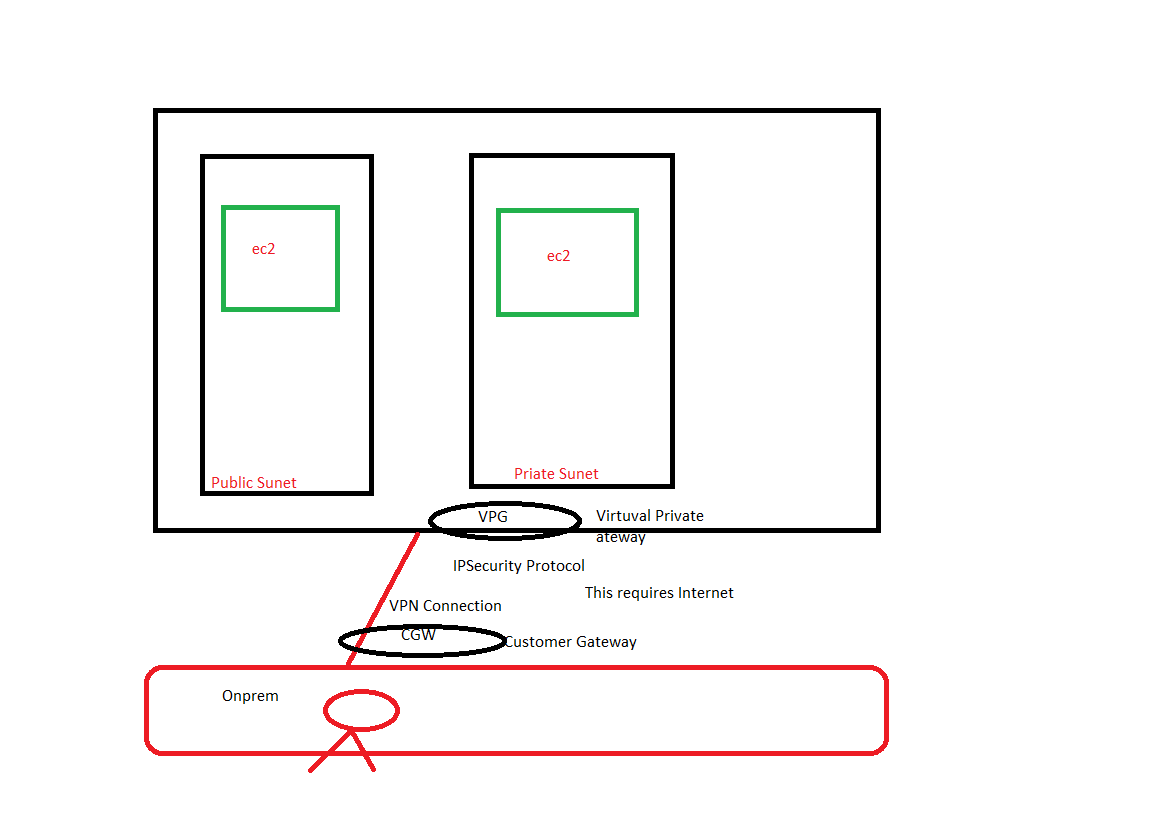 ec2
ec2
Public Sunet
Priate Sunet
VPG
Virtuval Private
ateway
IPSecurity Protocol
This requires Internet
VPN Connection
CGW
Customer Gateway
Onprem